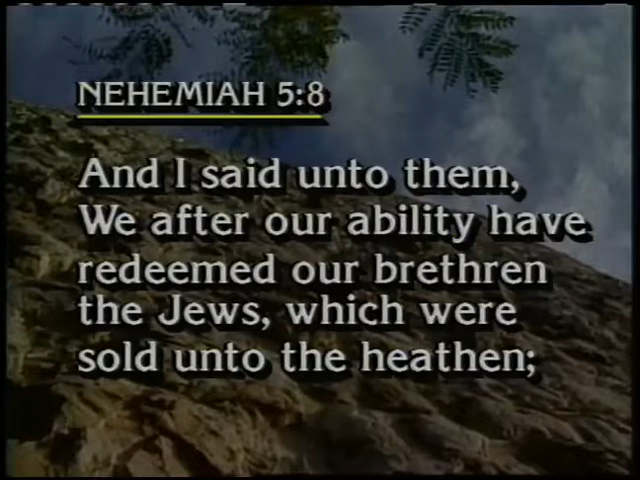 NEHEMIAH 5:8
And I said unto them,
We after our ability have
redeemed our brethren
the Jews, which were
sold unto the heathen;